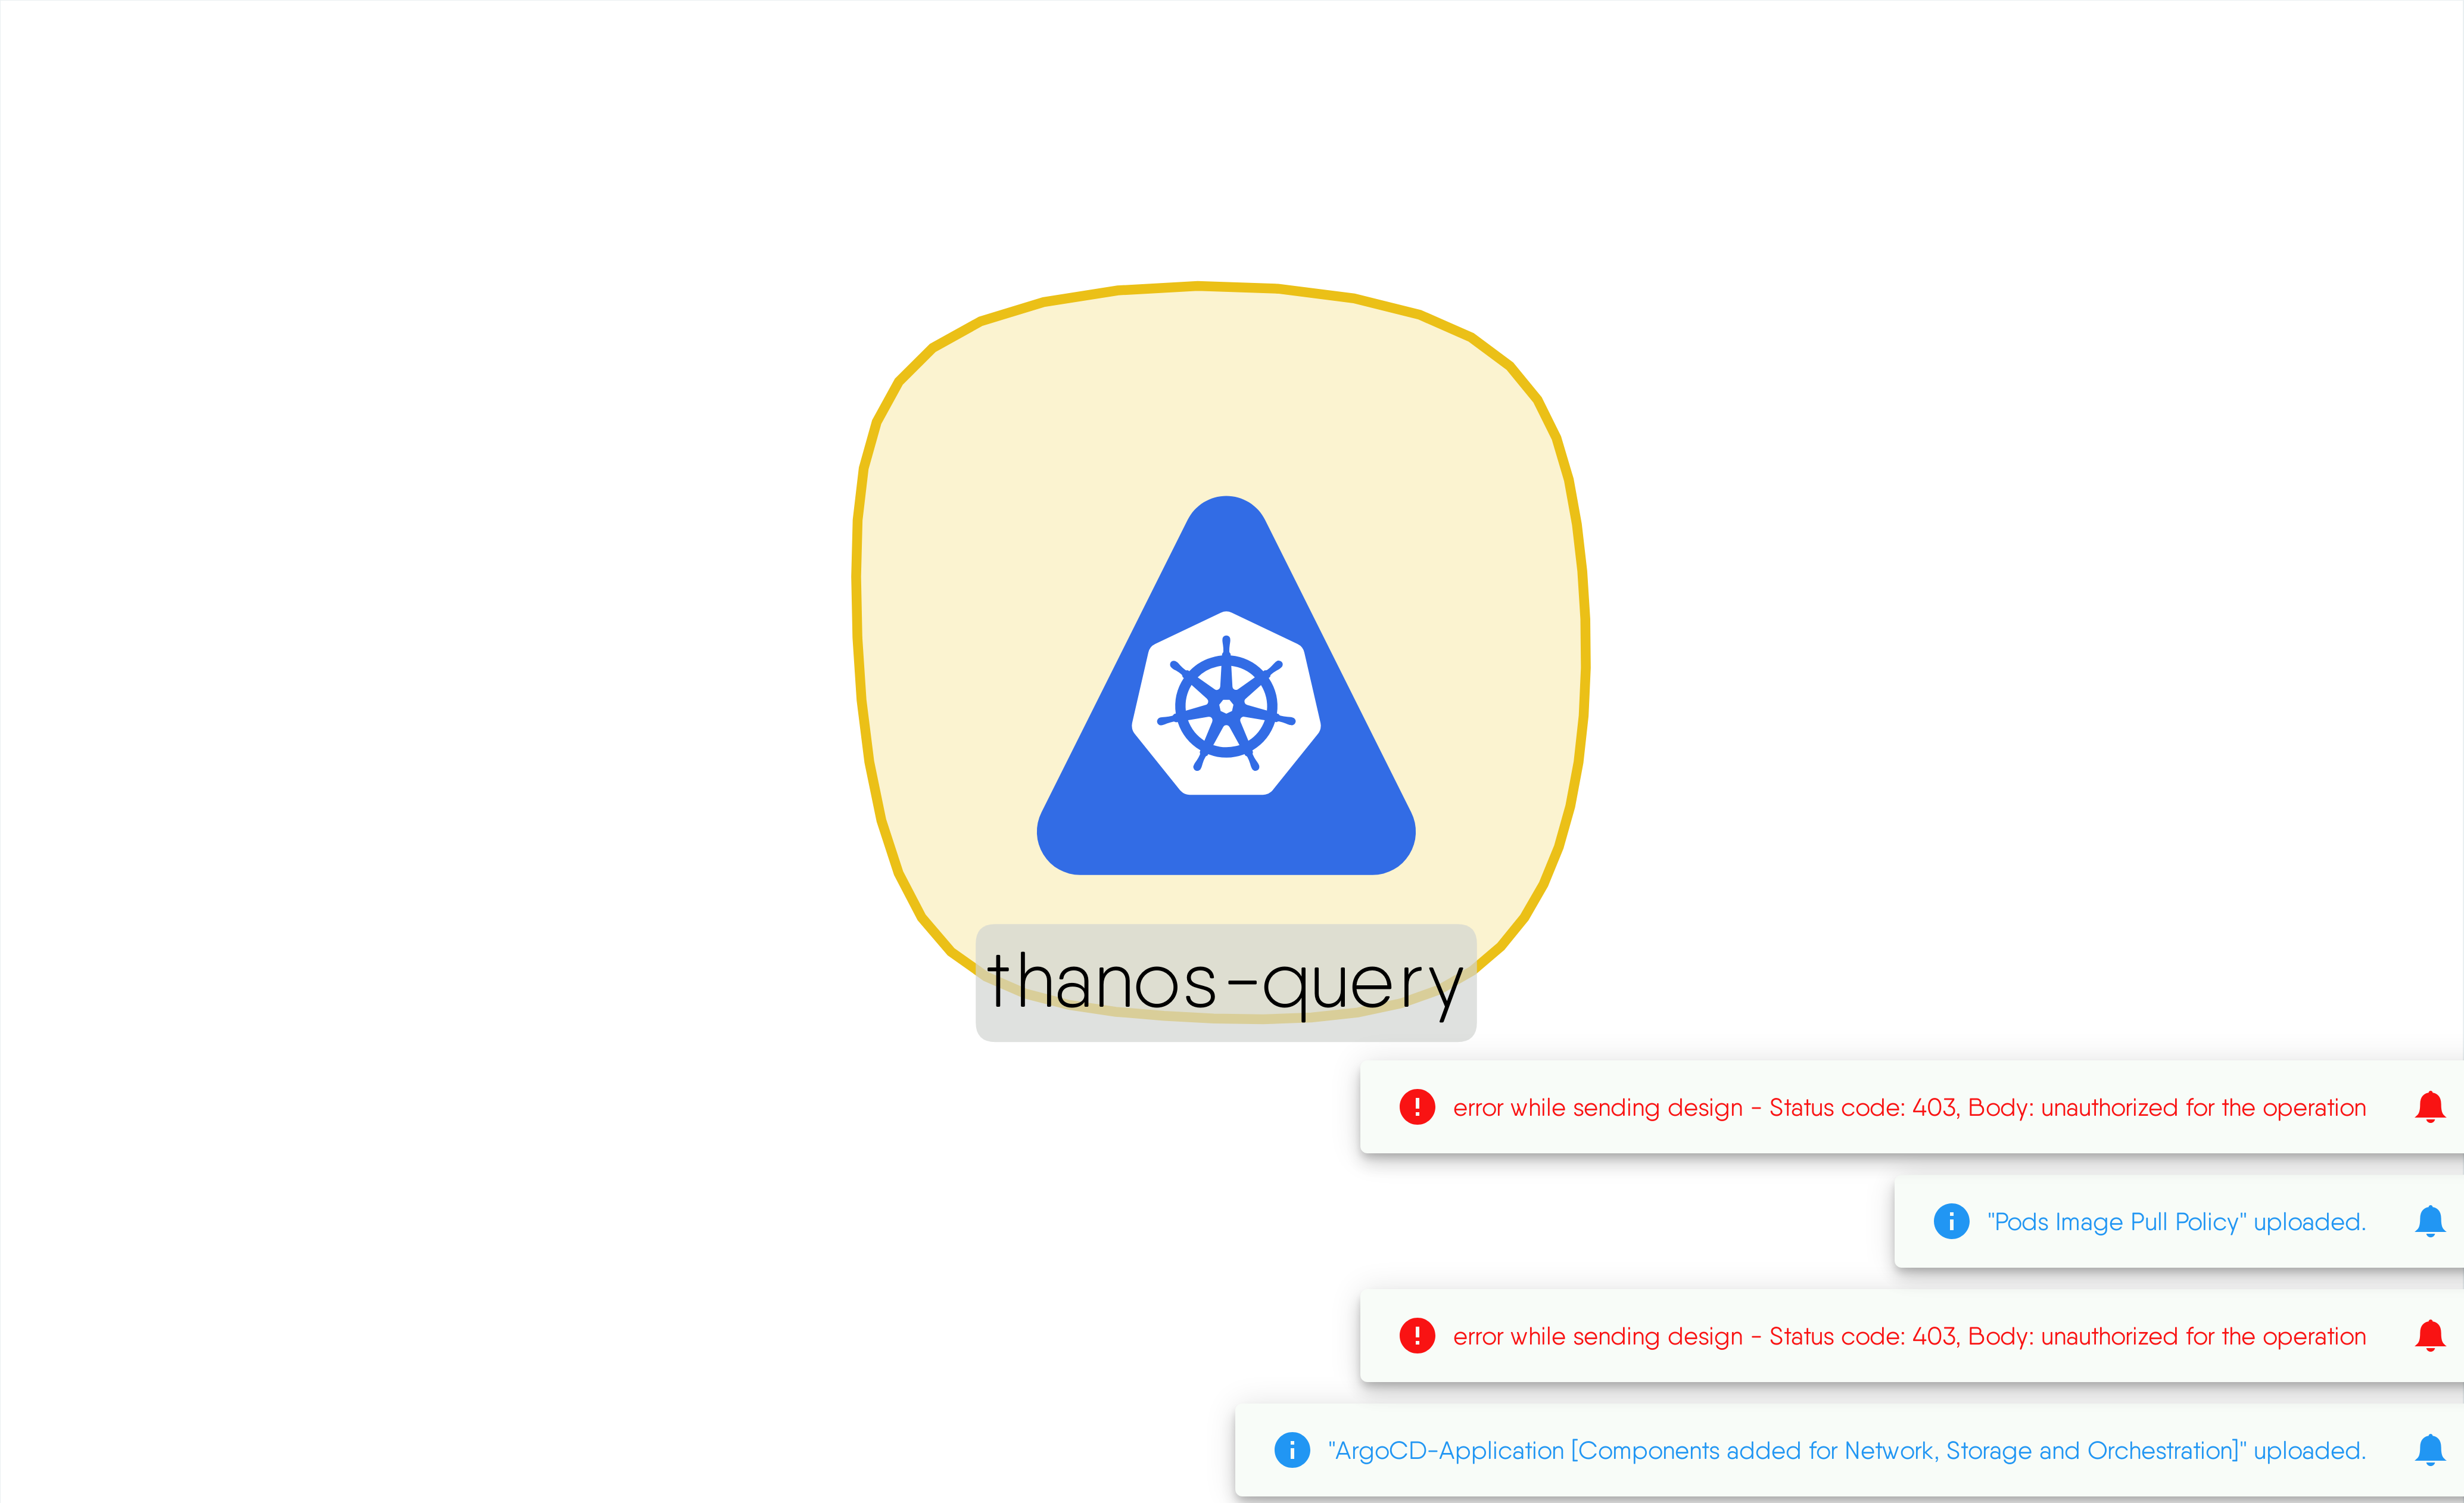 thanos-query
error while sending design - Status code: 403, Body: unauthorized for the operation
"Pods Image Pull Policy" uploaded.
error while sending design - Status code: 403, Body: unauthorized for the operation
"ArgoCD-Application [Components added for Network, Storage and Orchestration]" uploaded.